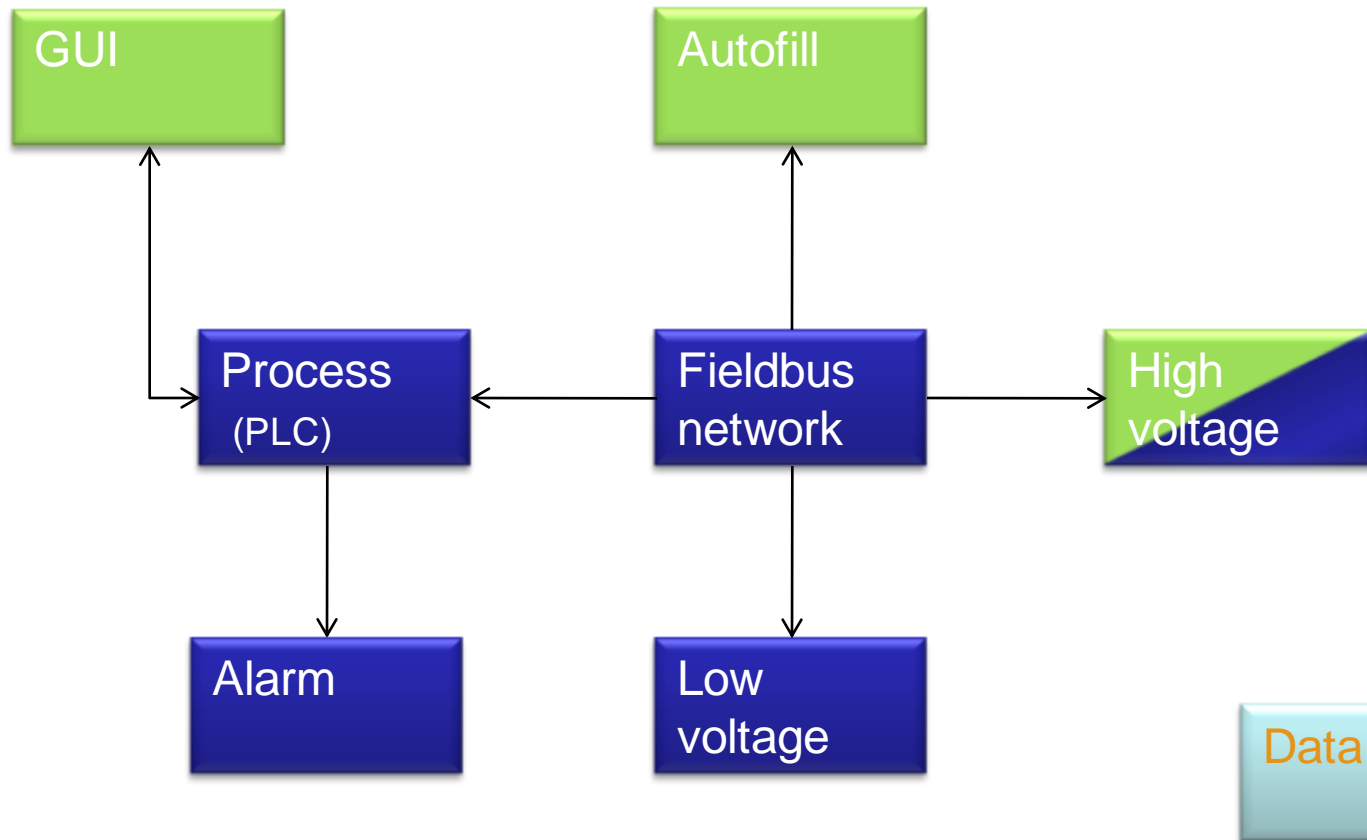 GUI
Autofill
Process
(PLC)
Fieldbus
network
High
voltage
Alarm
Low
voltage
Data